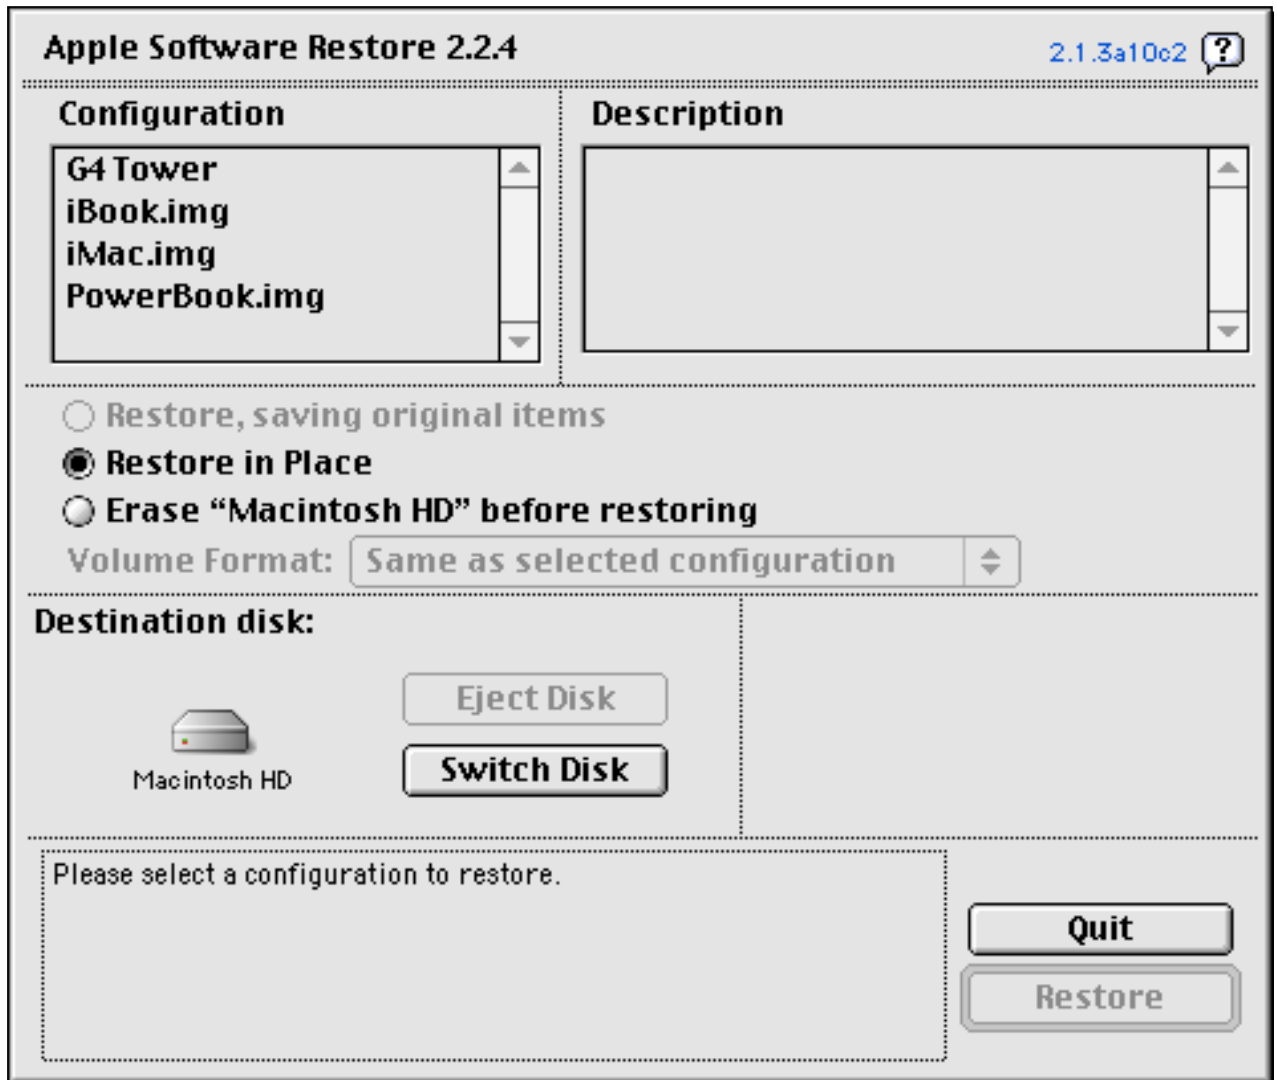 Apple Software Restore 2.2.4
2.1.3a10c2 ?
Configuration
G4 Tower
iBook.img
iMac.img
PowerBook.img
Description
Restore, saving original items
Restore in Place
Erase “Macintosh HD” before restoring
Volume Format: Same as selected configuration
Destination disk:
Macintosh HD
Eject Disk
Switch Disk
Please select a configuration to restore.
Quit
Restore